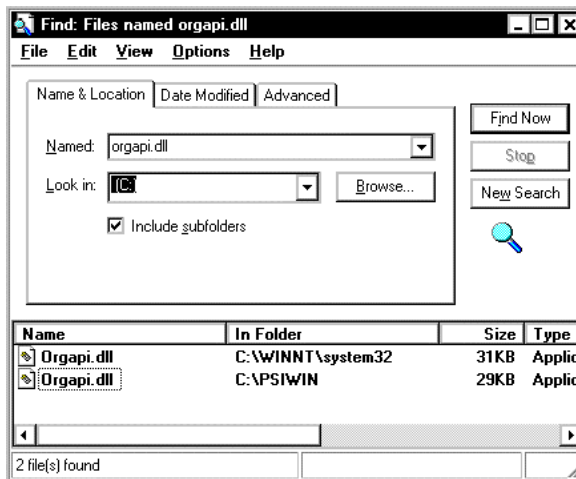 Find: Files named orgapi.dll
File Edit View Options Help
Name & Location Date Modified Advanced
Named: orgapi.dll
Look in: (C:)
Browse...
Include subfolders
Find Now
Stop
New Search
Name In Folder Size Type
Orgapi.dll C:\WINNT\system32 31KB Applic
Orgapi.dll C:\PSIWIN 29KB Applic
2 file(s) found